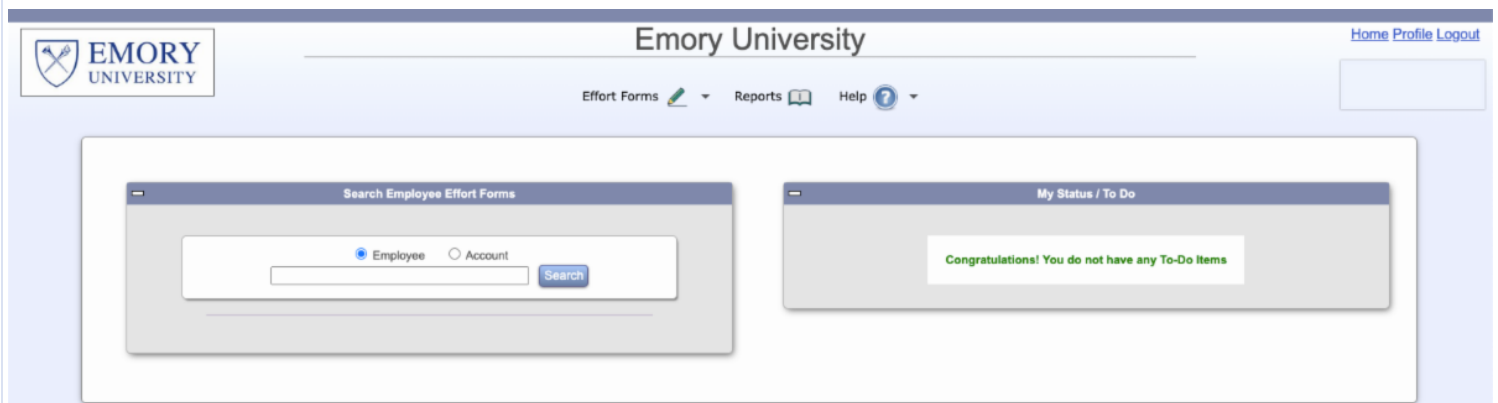 EMORY
UNIVERSITY
Emory University
Home Profile Logout
Effort Forms Reports Help ?
Search Employee Effort Forms
Employee Account
Search
My Status / To Do
Congratulations! You do not have any To-Do Items